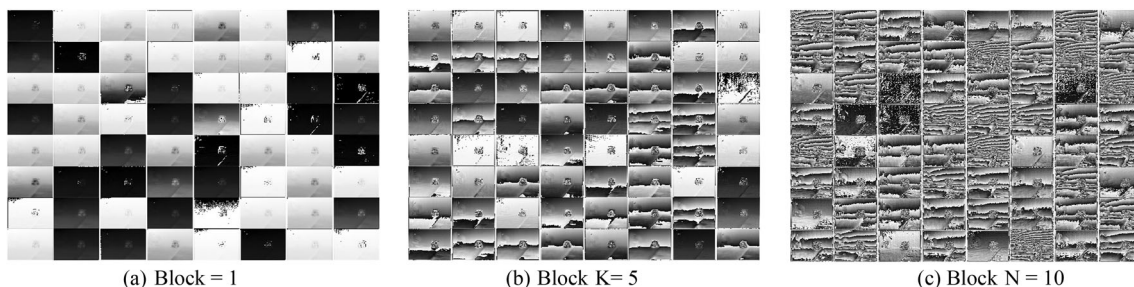 (a) Block = 1
(b) Block K= 5
(c) Block N = 10